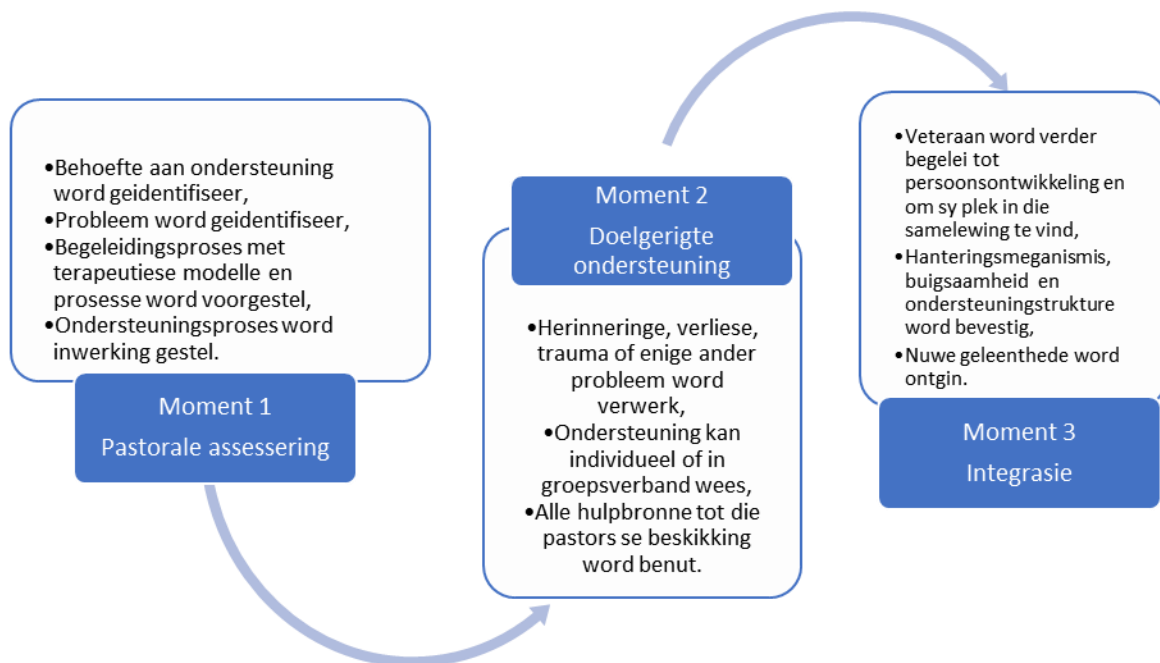 •Behoefte aan ondersteuning
word geidentifiseer,
•Probleem word geidentifiseer,
•Begeleidingsproses met
terapeutiese modelle en
prosesse word voorgestel,
•Ondersteuningsproses word
inwerking gestel.
Moment 1
Pastorale assessering
Moment 2
Doelgerigte
ondersteuning
•Herinneringe, verliese,
trauma of enige ander
probleem word
verwerk,
•Ondersteuning kan
individueel of in
groepsverband wees,
•Alle hulpbronne tot die
pastors se beskikking
word benut.
•Veteraan word verder
begelei tot
persoonsontwikkeling en
om sy plek in die
samelewing te vind,
•Hanteringsmeganismis,
buigsaamheid en
ondersteuningstrukture
word bevestig,
•Nuwe geleenthede word
ontgin.
Moment 3
Integrasie